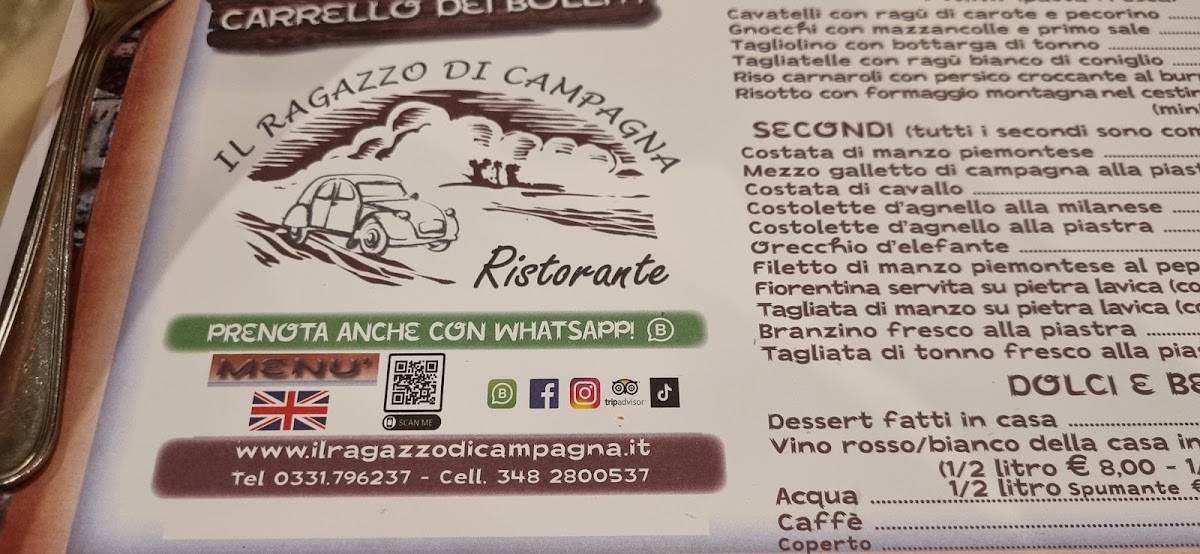 CARRELLO DEI BOLLITI
IL RAGAZZO DI CAMPAGNA
Ristorante
PRENOTA ANCHE CON WHATSAPP!
MENU'
SCAN ME
tripadvisor
www.ilragazzodicampagna.it
Tel 0331.796237 - Cell. 348 2800537
Cavatelli con ragù di carote e pecorino
Gnocchi con mazzancolle e primo sale
Tagliolino con bottarga di tonno
Tagliatelle con ragù bianco di coniglio
Riso carnaroli con persico croccante al bur
Risotto con formaggio montagna nel cestin
(min
SECONDI (tutti i secondi sono con
Costata di manzo piemontese
Mezzo galletto di campagna alla piast
Costata di cavallo
Costolette d'agnello alla milanese
Costolette d'agnello alla piastra
Orecchio d'elefante
Filetto di manzo piemontese al pep
Fiorentina servita su pietra lavica (co
Tagliata di manzo su pietra lavica (c
Branzino fresco alla piastra
Tagliata di tonno fresco alla pia
DOLCI E BE
Dessert fatti in casa
Vino rosso/bianco della casa in
(1/2 litro € 8,00 - 1/
1/2 litro Spumante €
Acqua
Caffè
Coperto